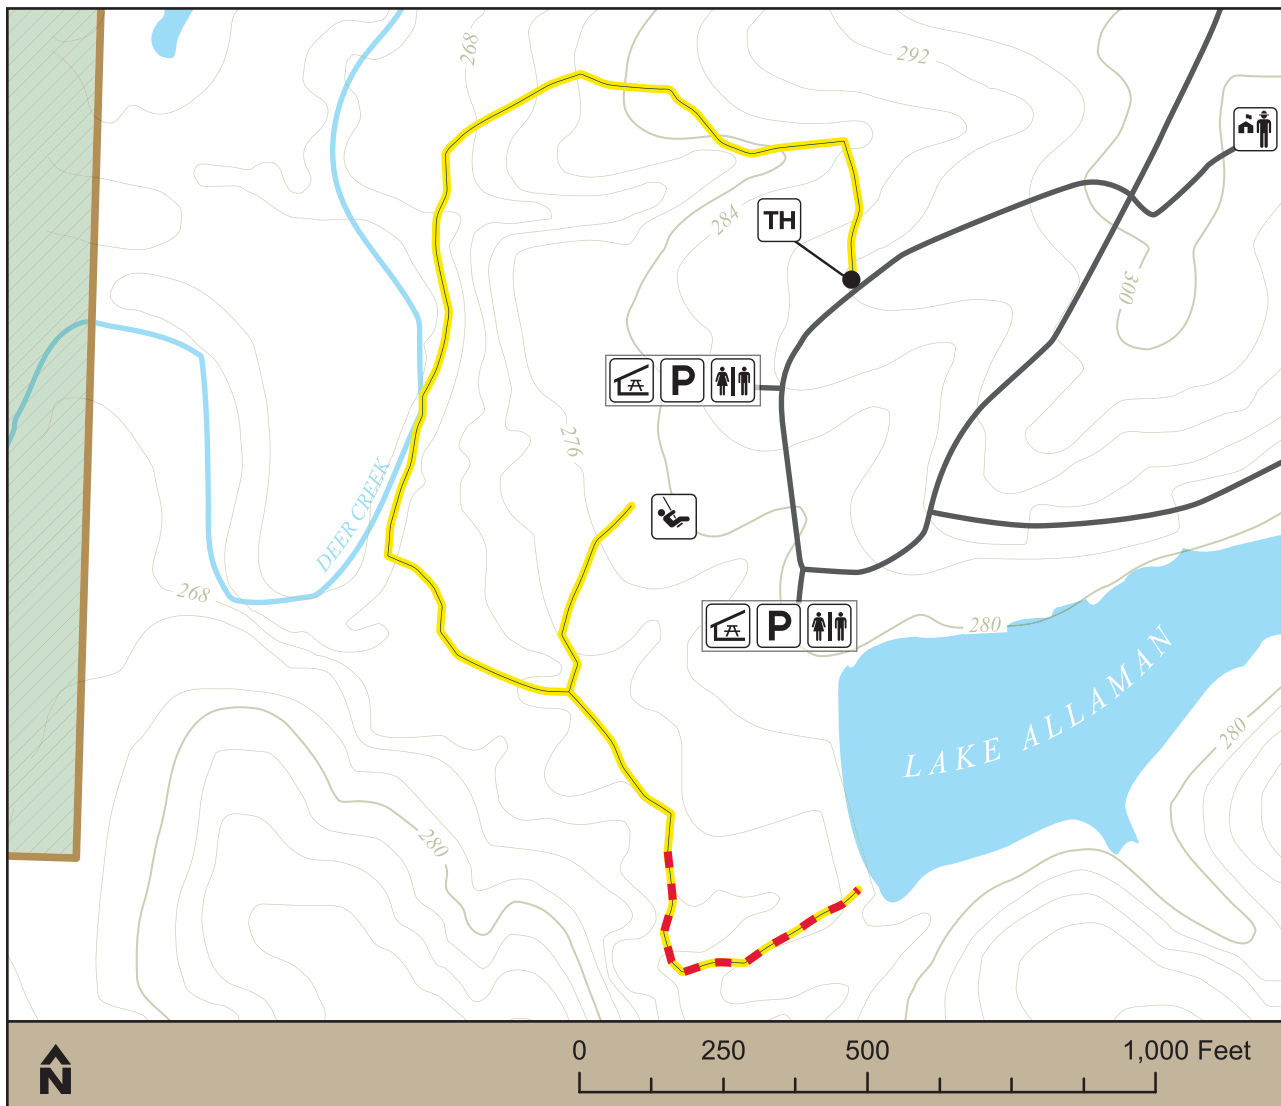 268
292
284
TH
300
P
276
DEER CREEK
268
P
280
LAKE ALLAMAN
280
280
N
0 250 500 1,000 Feet